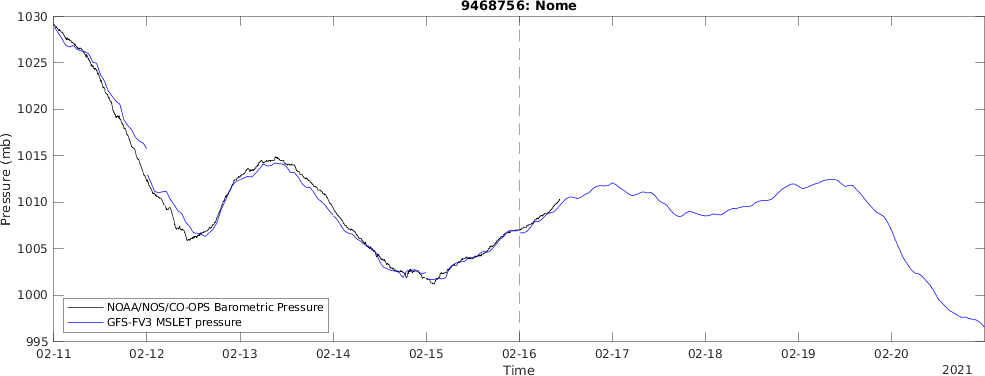 9468756: Nome
1030
1025
1020
1015
1010
1005
1000
995
Pressure (mb)
NOAA/NOS/CO-OPS Barometric Pressure
GFS-FV3 MSLET pressure
02-11 02-12 02-13 02-14 02-15 02-16 02-17 02-18 02-19 02-20
Time
2021